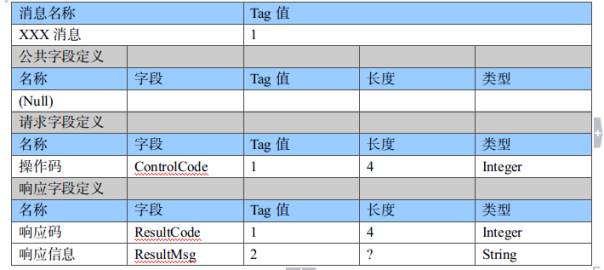 消息名称 Tag 值
XXX 消息 1
公共字段定义
名称 字段 Tag 值 长度 类型
(Null)
请求字段定义
名称 字段 Tag 值 长度 类型
操作码 ControlCode 1 4 Integer
响应字段定义
名称 字段 Tag 值 长度 类型
响应码 ResultCode 1 4 Integer
响应信息 ResultMsg 2 ? String